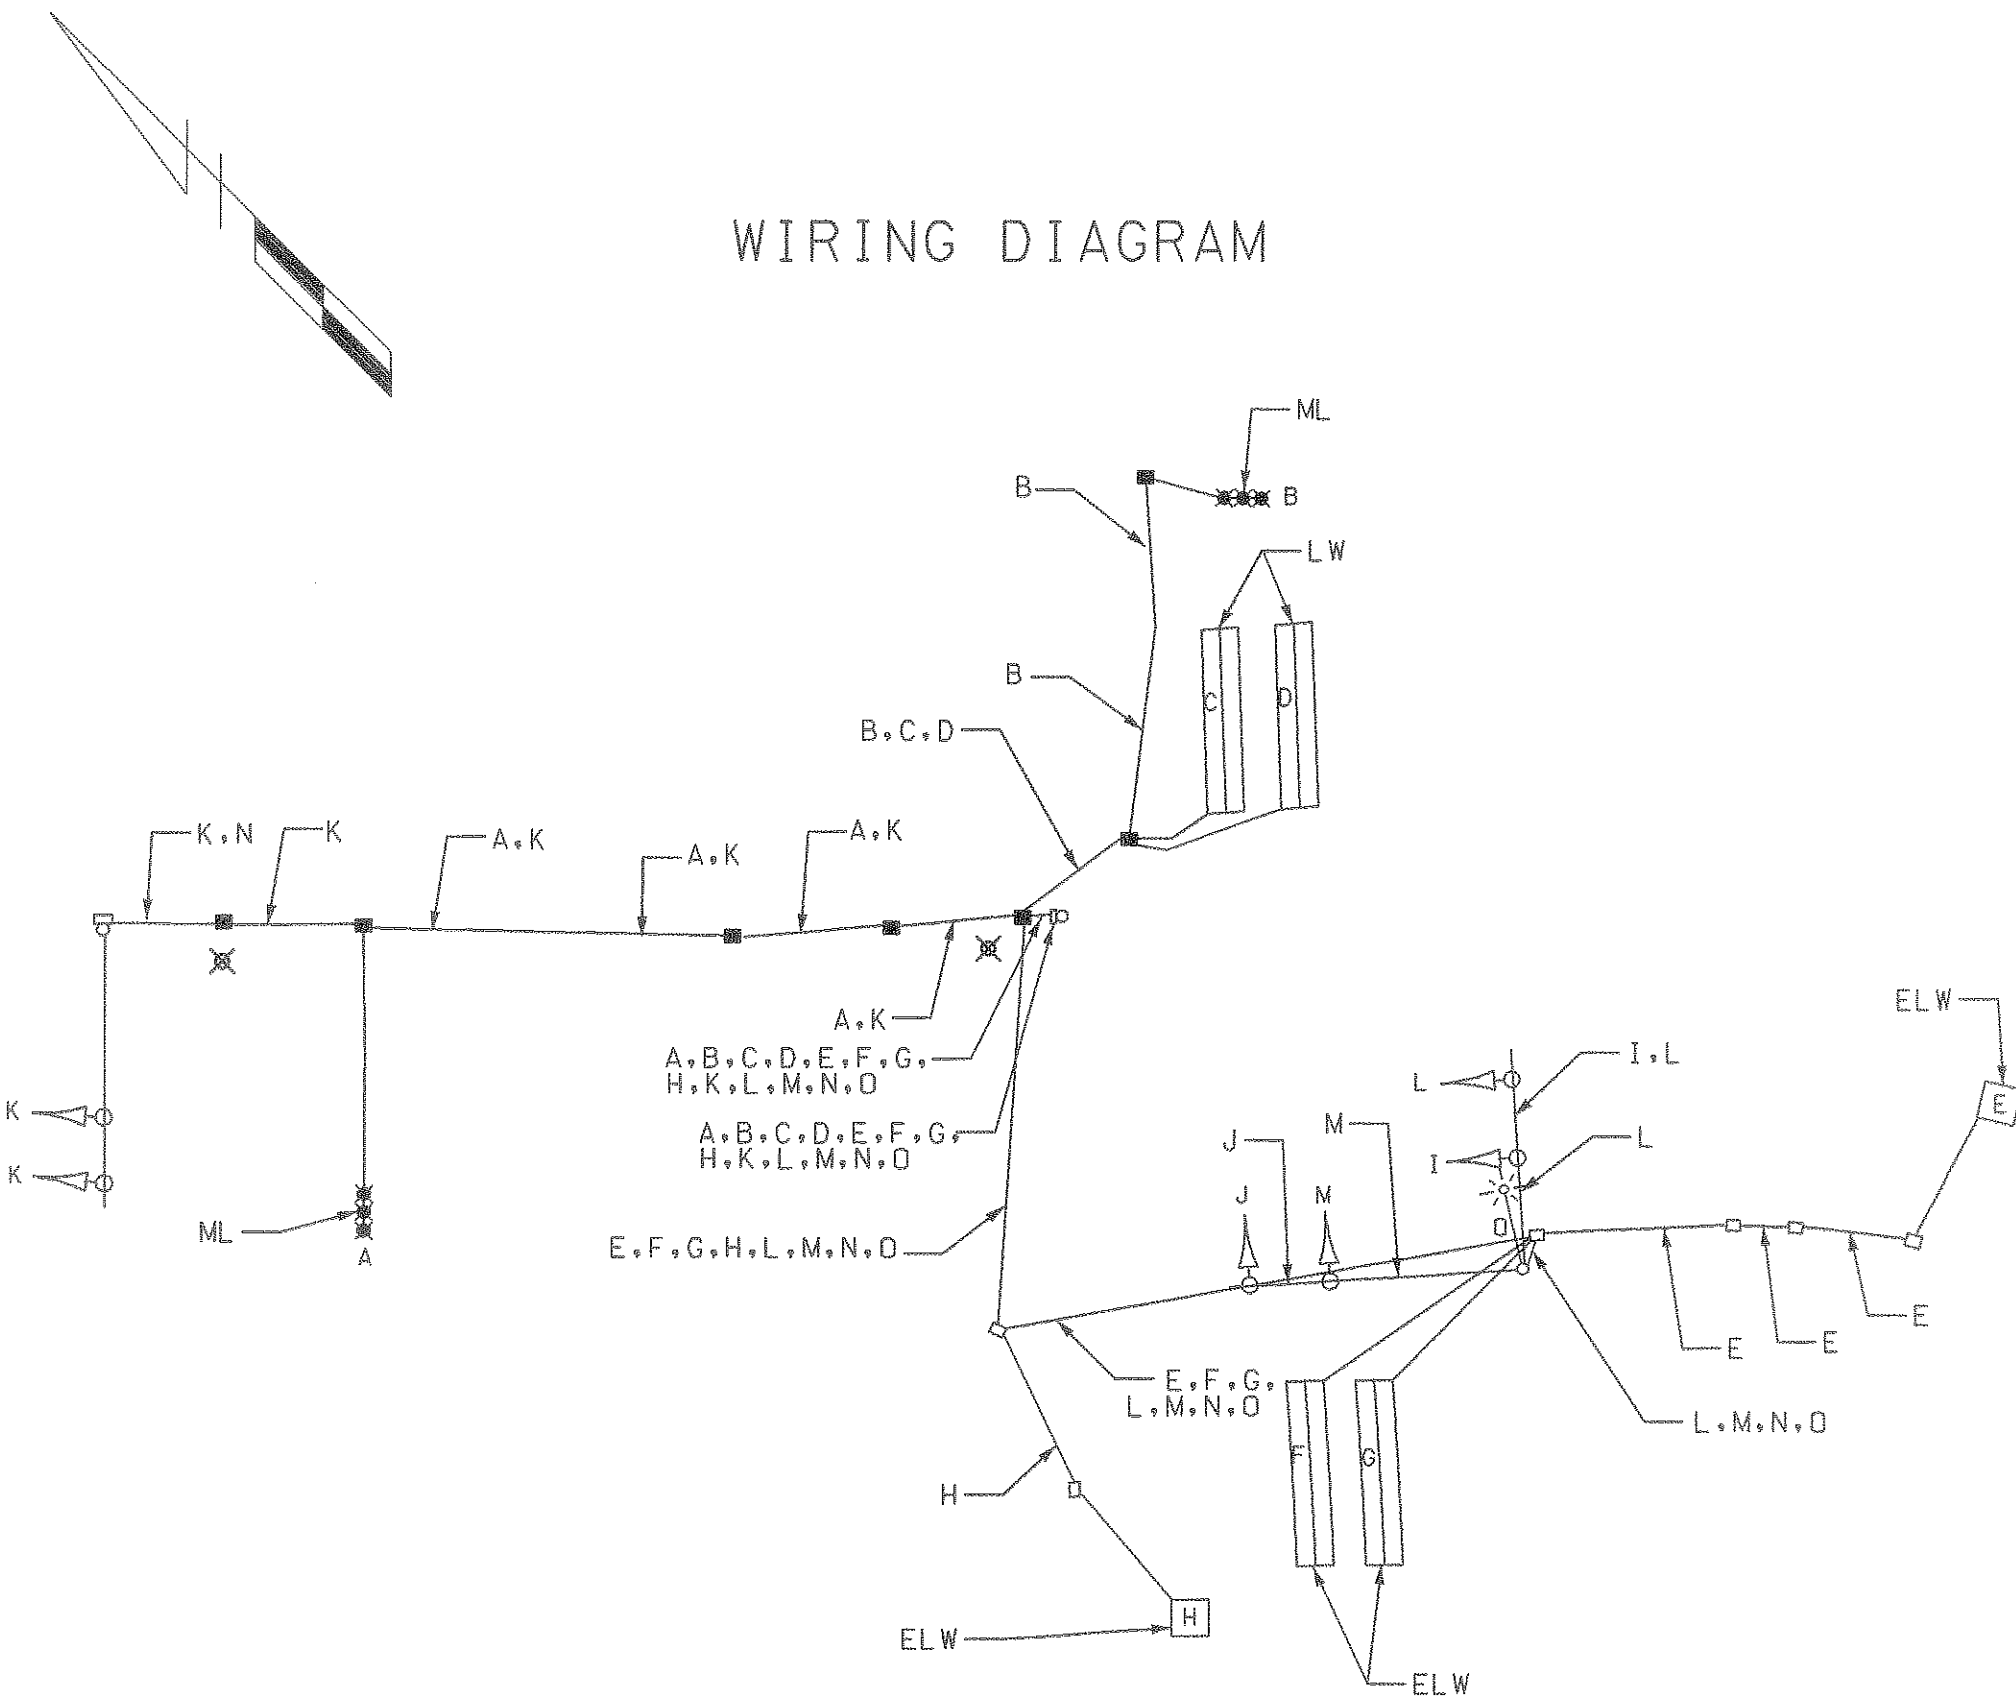 WIRING DIAGRAM
ML
B
B
LW
B
C
D
B,C,D
K,N
K
A,K
A,K
A,K
A,K
A,B,C,D,E,F,G,
H,K,L,M,N,O
A,B,C,D,E,F,G,
H,K,L,M,N,O
ELW
E
I,L
L
K
M
J
L
I
K
J
M
ML
A
O
E,F,G,H,L,M,N,O
E
E
E
E,F,G,
L,M,N,O
L,M,N,O
F
G
H
H
ELW
ELW